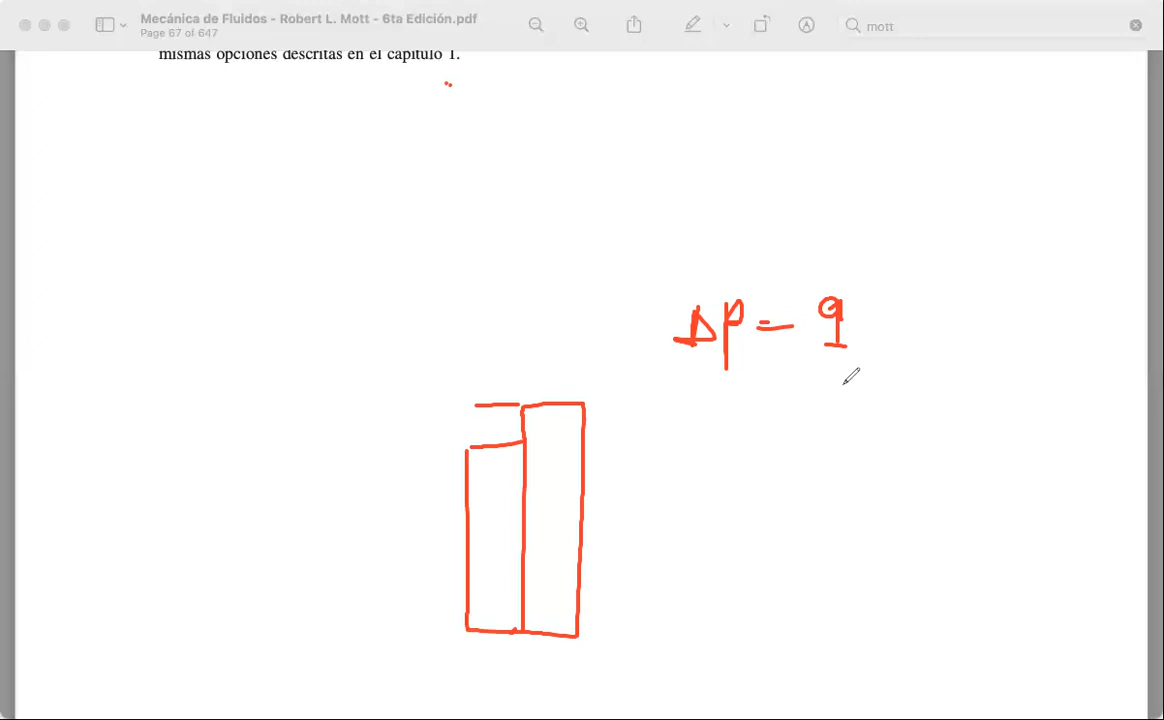 Mecánica de Fluidos - Robert L. Mott - 6ta Edición.pdf
Page 67 of 647
mott
mismas opciones descritas en el capítulo 1.
Δp = 9